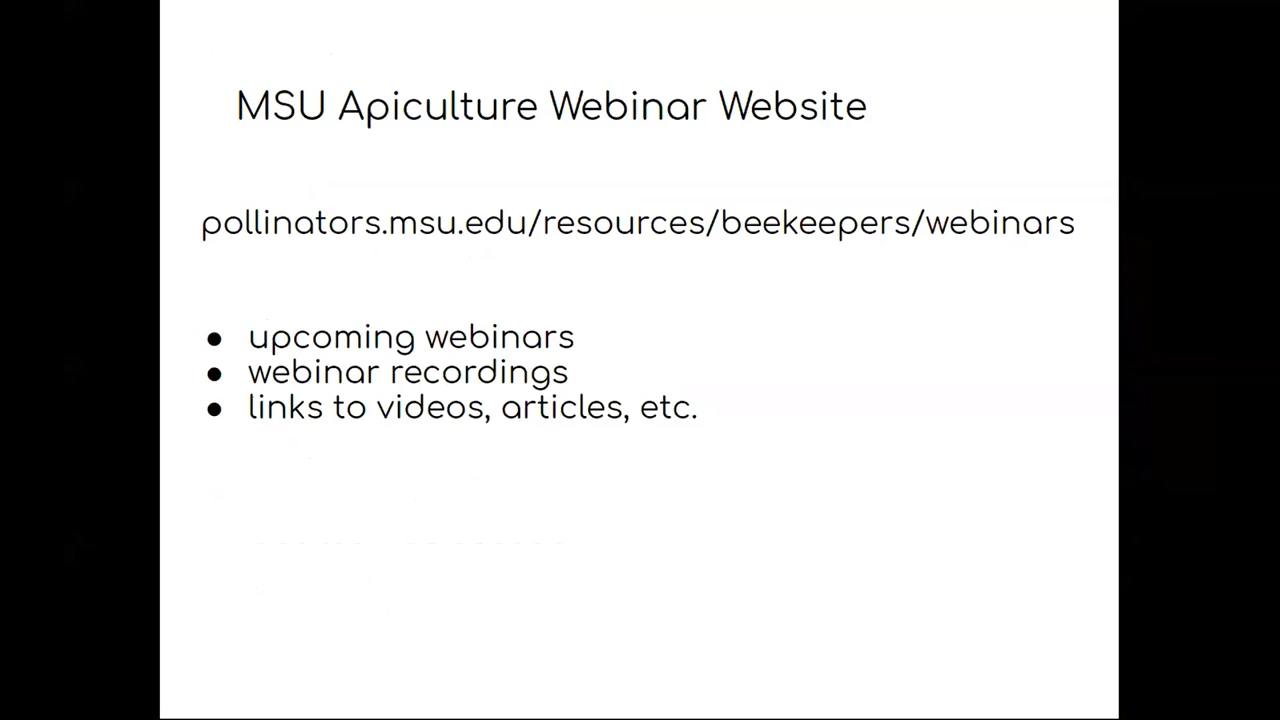 MSU Apiculture Webinar Website
pollinators.msu.edu/resources/beekeepers/webinars
● upcoming webinars
● webinar recordings
● links to videos, articles, etc.